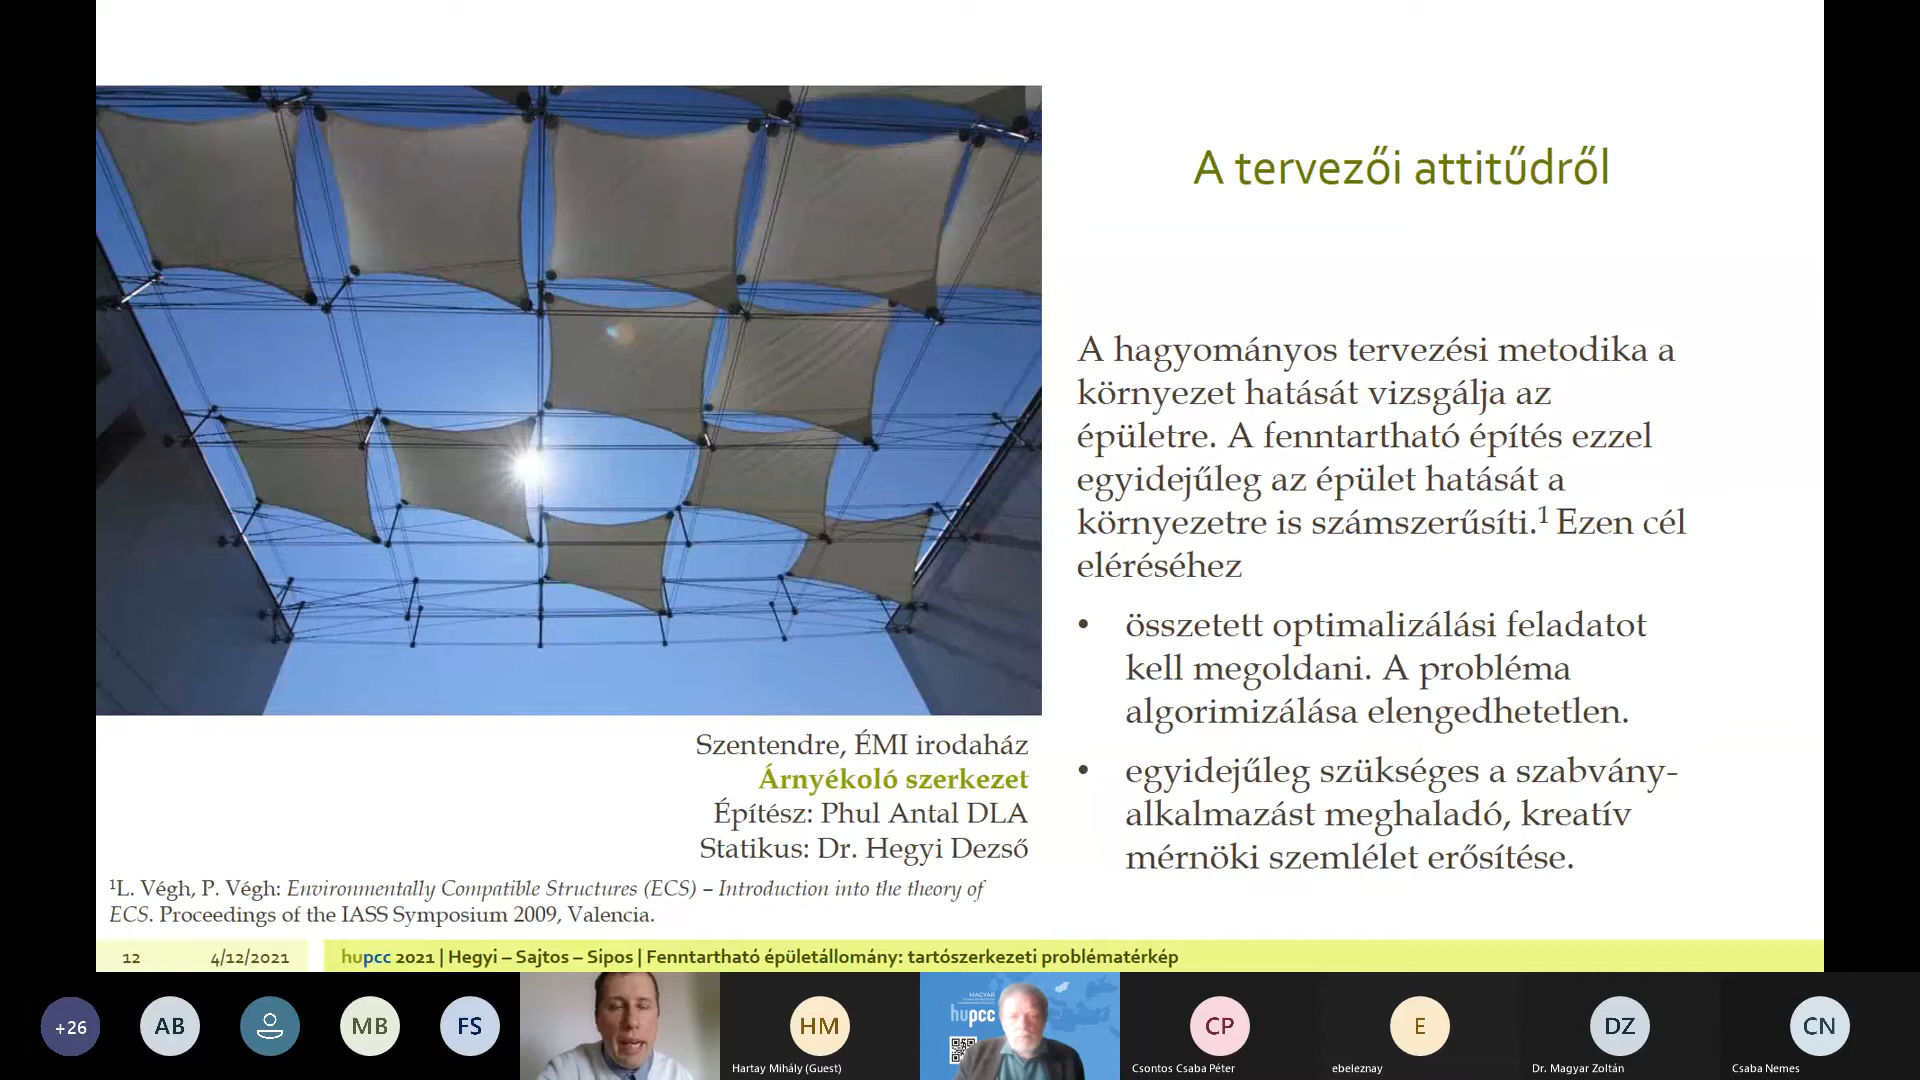 A tervezői attitűdről
A hagyományos tervezési metodika a
környezet hatását vizsgálja az
épületre. A fenntartható építés ezzel
egyidejűleg az épület hatását a
környezetre is számszerűsíti.¹ Ezen cél
eléréséhez
• összetett optimalizálási feladatot
kell megoldani. A probléma
algorimizálása elengedhetetlen.
• egyidejűleg szükséges a szabvány-
alkalmazást meghaladó, kreatív
mérnöki szemlélet erősítése.
Szentendre, ÉMI irodaház
Árnyékoló szerkezet
Építész: Phul Antal DLA
Statikus: Dr. Hegyi Dezső
¹L. Végh, P. Végh: Environmentally Compatible Structures (ECS) – Introduction into the theory of
ECS. Proceedings of the IASS Symposium 2009, Valencia.
12 4/12/2021 hupcc 2021 | Hegyi – Sajtos – Sipos | Fenntartható épületállomány: tartószerkezeti problématérkép
+26 AB MB FS HM CP E DZ CN
MAGYAR
hupcc
Hartay Mihály (Guest) Csontos Csaba Péter ebeleznay Dr. Magyar Zoltán Csaba Nemes